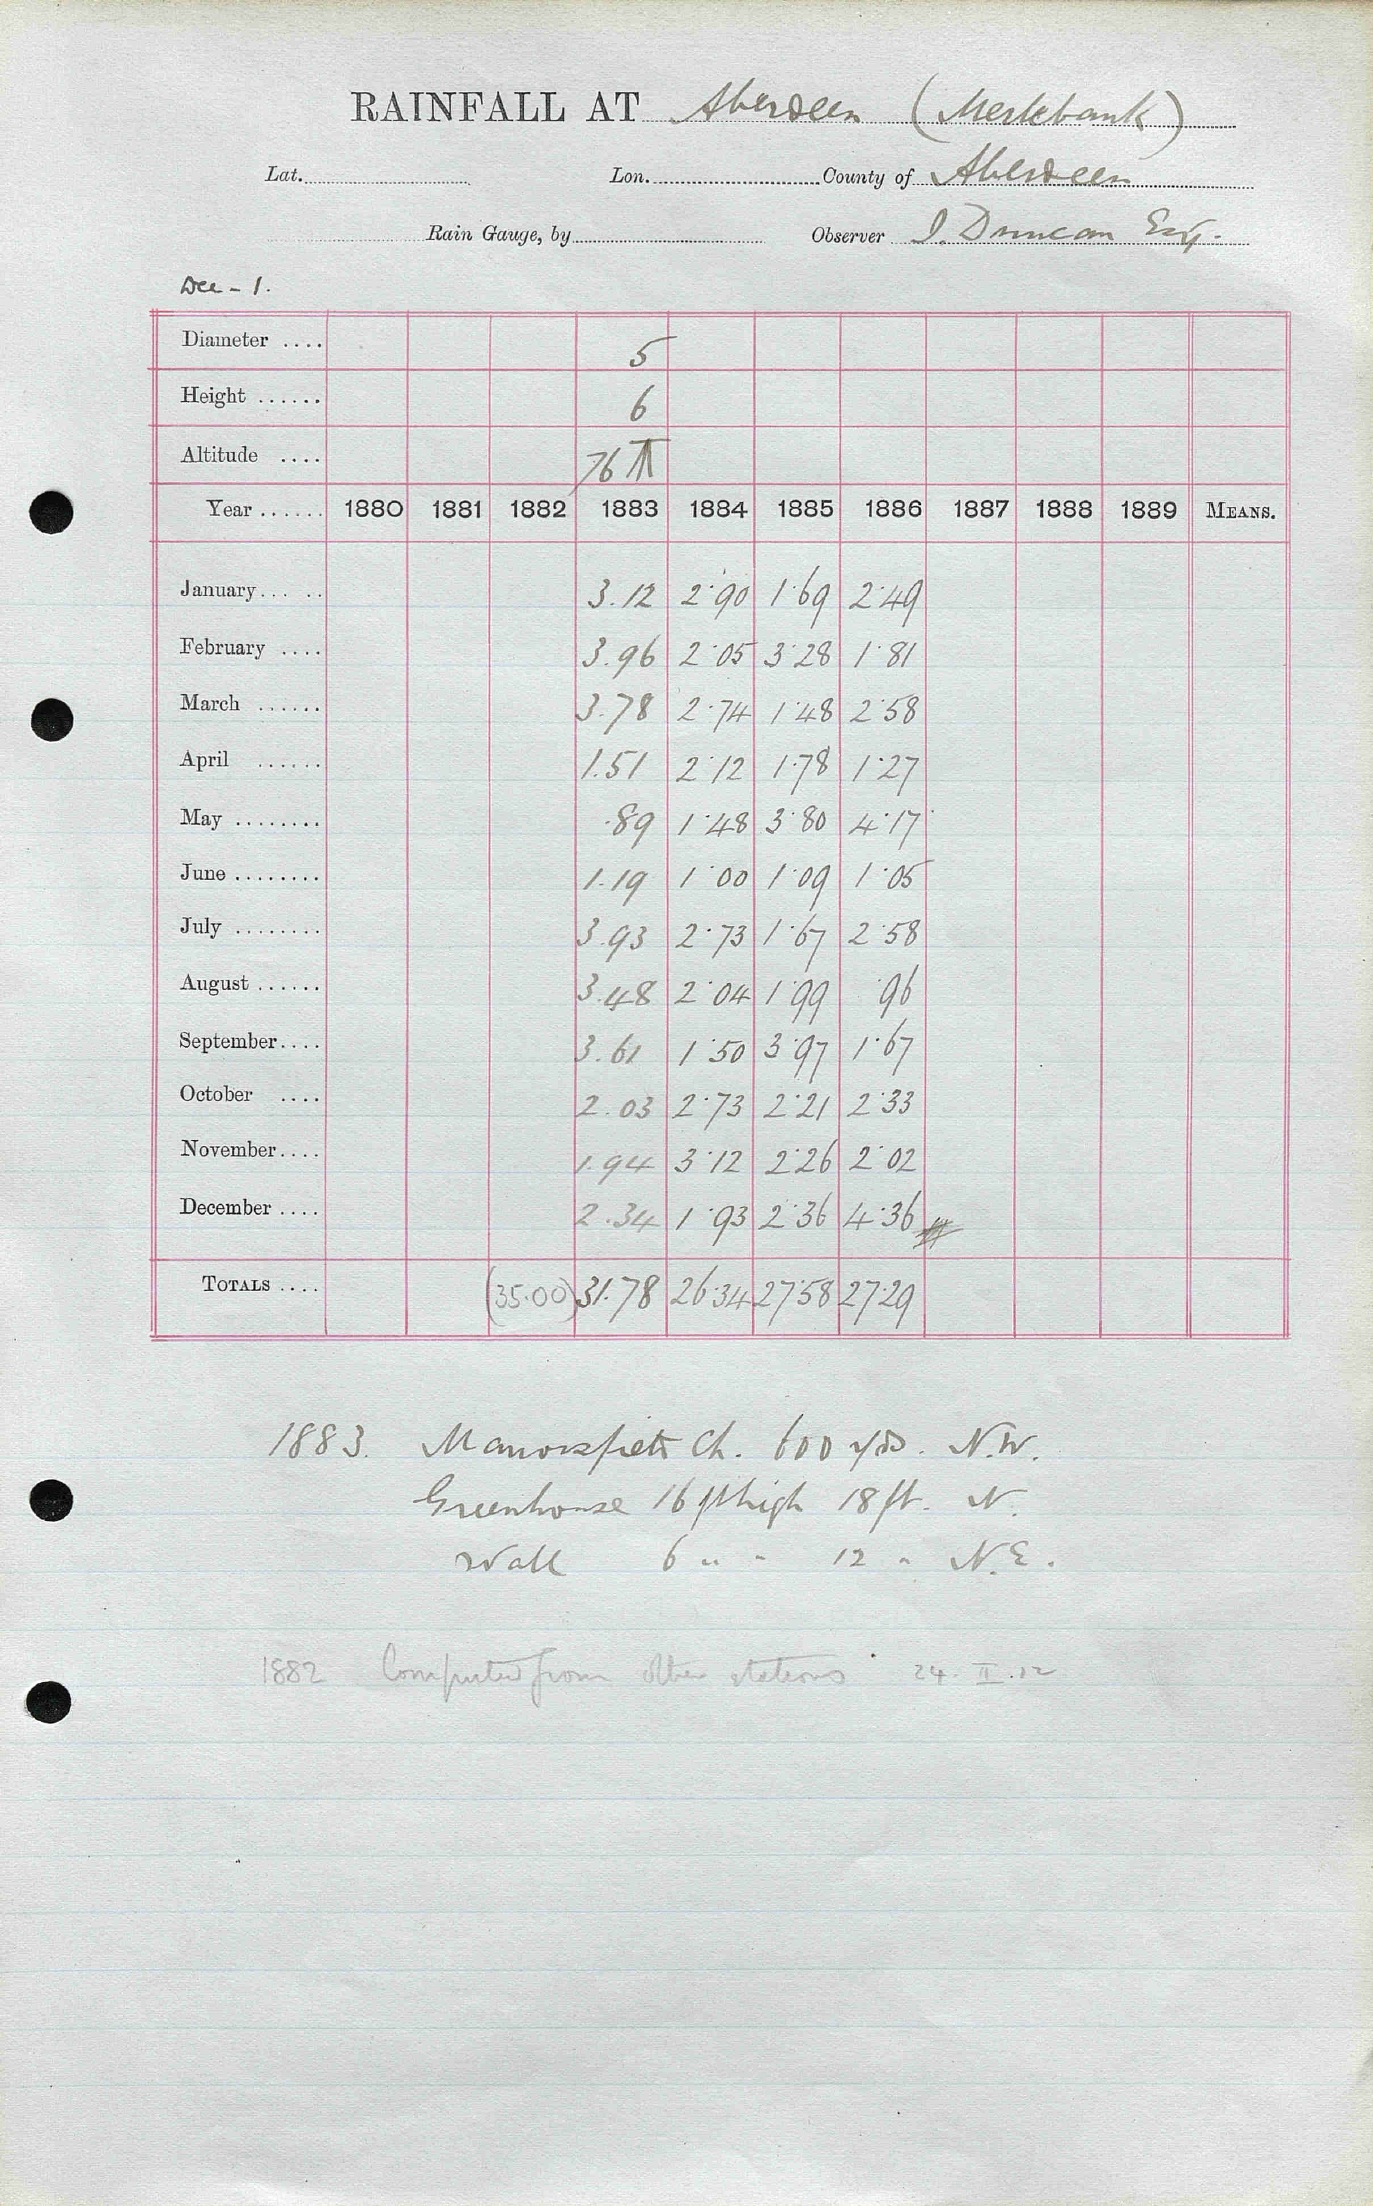 RAINFALL AT Aberdeen (Merkbank)
Lat. Lon. County of Aberdeen
Rain Gauge, by Observer J. Duncan Esq.
Dee - 1.
Diameter .... 5
Height ...... 6
Altitude .... 76
Year ...... 1880 1881 1882 1883 1884 1885 1886 1887 1888 1889 MEANS.
January... .. 3.12 2.90 1.69 2.49
February .... 3.96 2.05 3.28 1.81
March ...... 3.78 2.74 1.48 2.58
April ...... 1.51 2.12 1.78 1.27
May ........ .89 1.48 3.80 4.17
June ........ 1.19 1.00 1.09 1.05
July ........ 3.93 2.73 1.67 2.58
August ...... 3.48 2.04 1.99 .96
September.... 3.61 1.50 3.97 1.67
October .... 2.03 2.73 2.21 2.33
November.... 1.94 3.12 2.26 2.02
December .... 2.34 1.93 2.36 4.36
TOTALS .... (35.00) 31.78 26.34 27.58 27.29
1883. Ch. 600 yds. N.W.
Greenhouse 16 ft high 18 ft. N.
Wall 6 " " 12 " N.E.
1882 Computed from other stations 24. II. 12